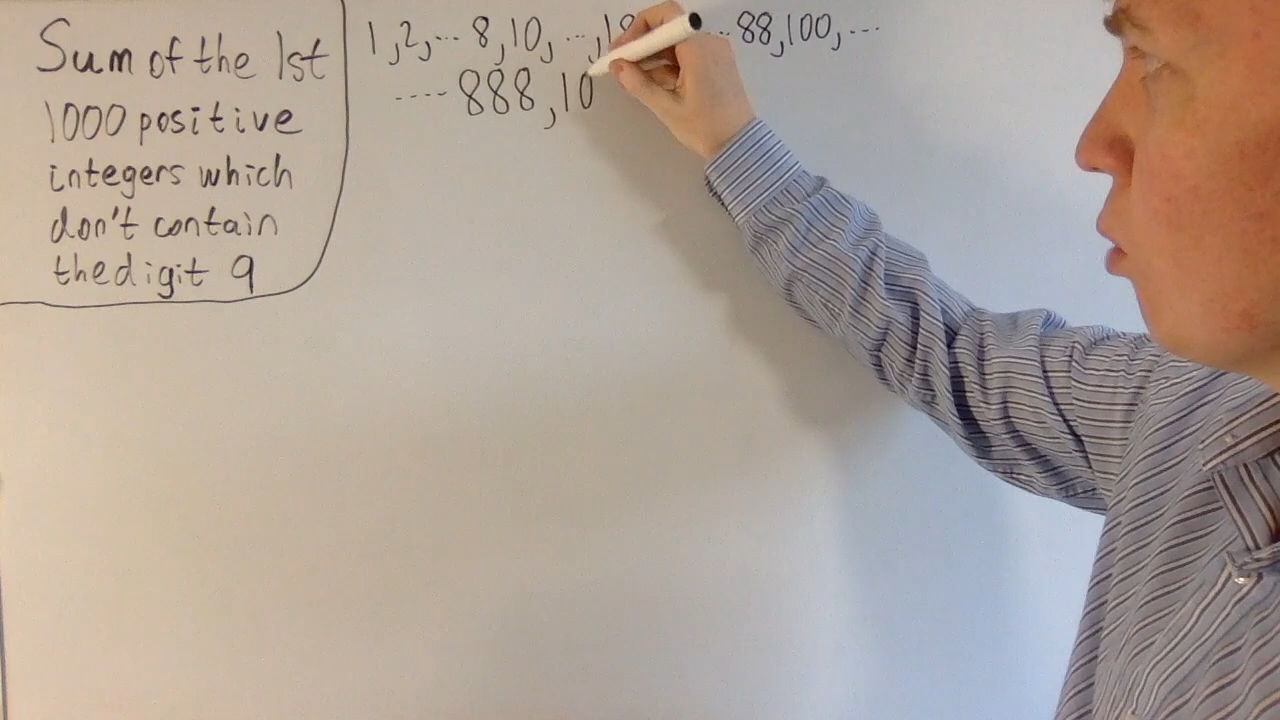 Sum of the 1st
1000 positive
integers which
don't contain
the digit 9
1,2,... 8,10,...,18 ... 88,100,...
.... 888,10